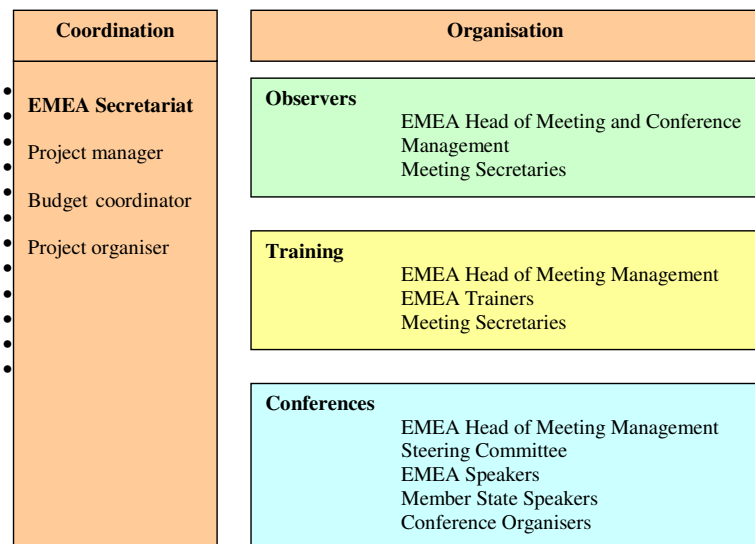 Coordination
EMEA Secretariat
Project manager
Budget coordinator
Project organiser
Organisation
Observers
EMEA Head of Meeting and Conference
Management
Meeting Secretaries
Training
EMEA Head of Meeting Management
EMEA Trainers
Meeting Secretaries
Conferences
EMEA Head of Meeting Management
Steering Committee
EMEA Speakers
Member State Speakers
Conference Organisers